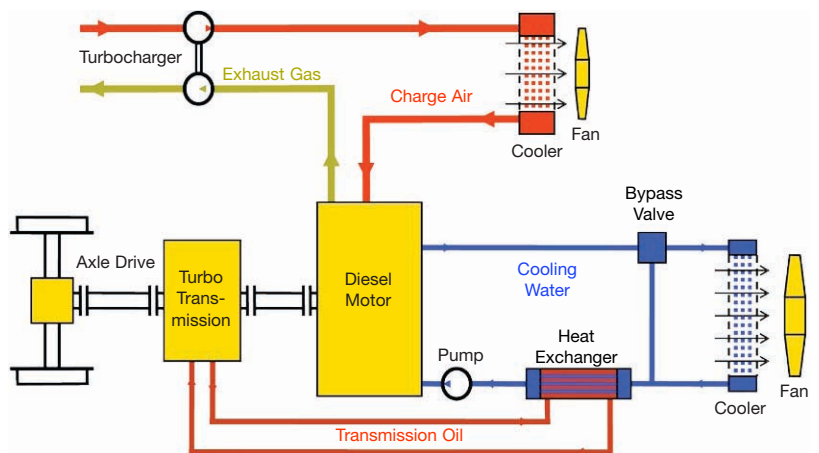 Turbocharger
Exhaust Gas
Charge Air
Fan
Cooler
Bypass
Valve
Axle Drive
Turbo
Trans-
mission
Diesel
Motor
Cooling
Water
Pump
Heat
Exchanger
Fan
Cooler
Transmission Oil